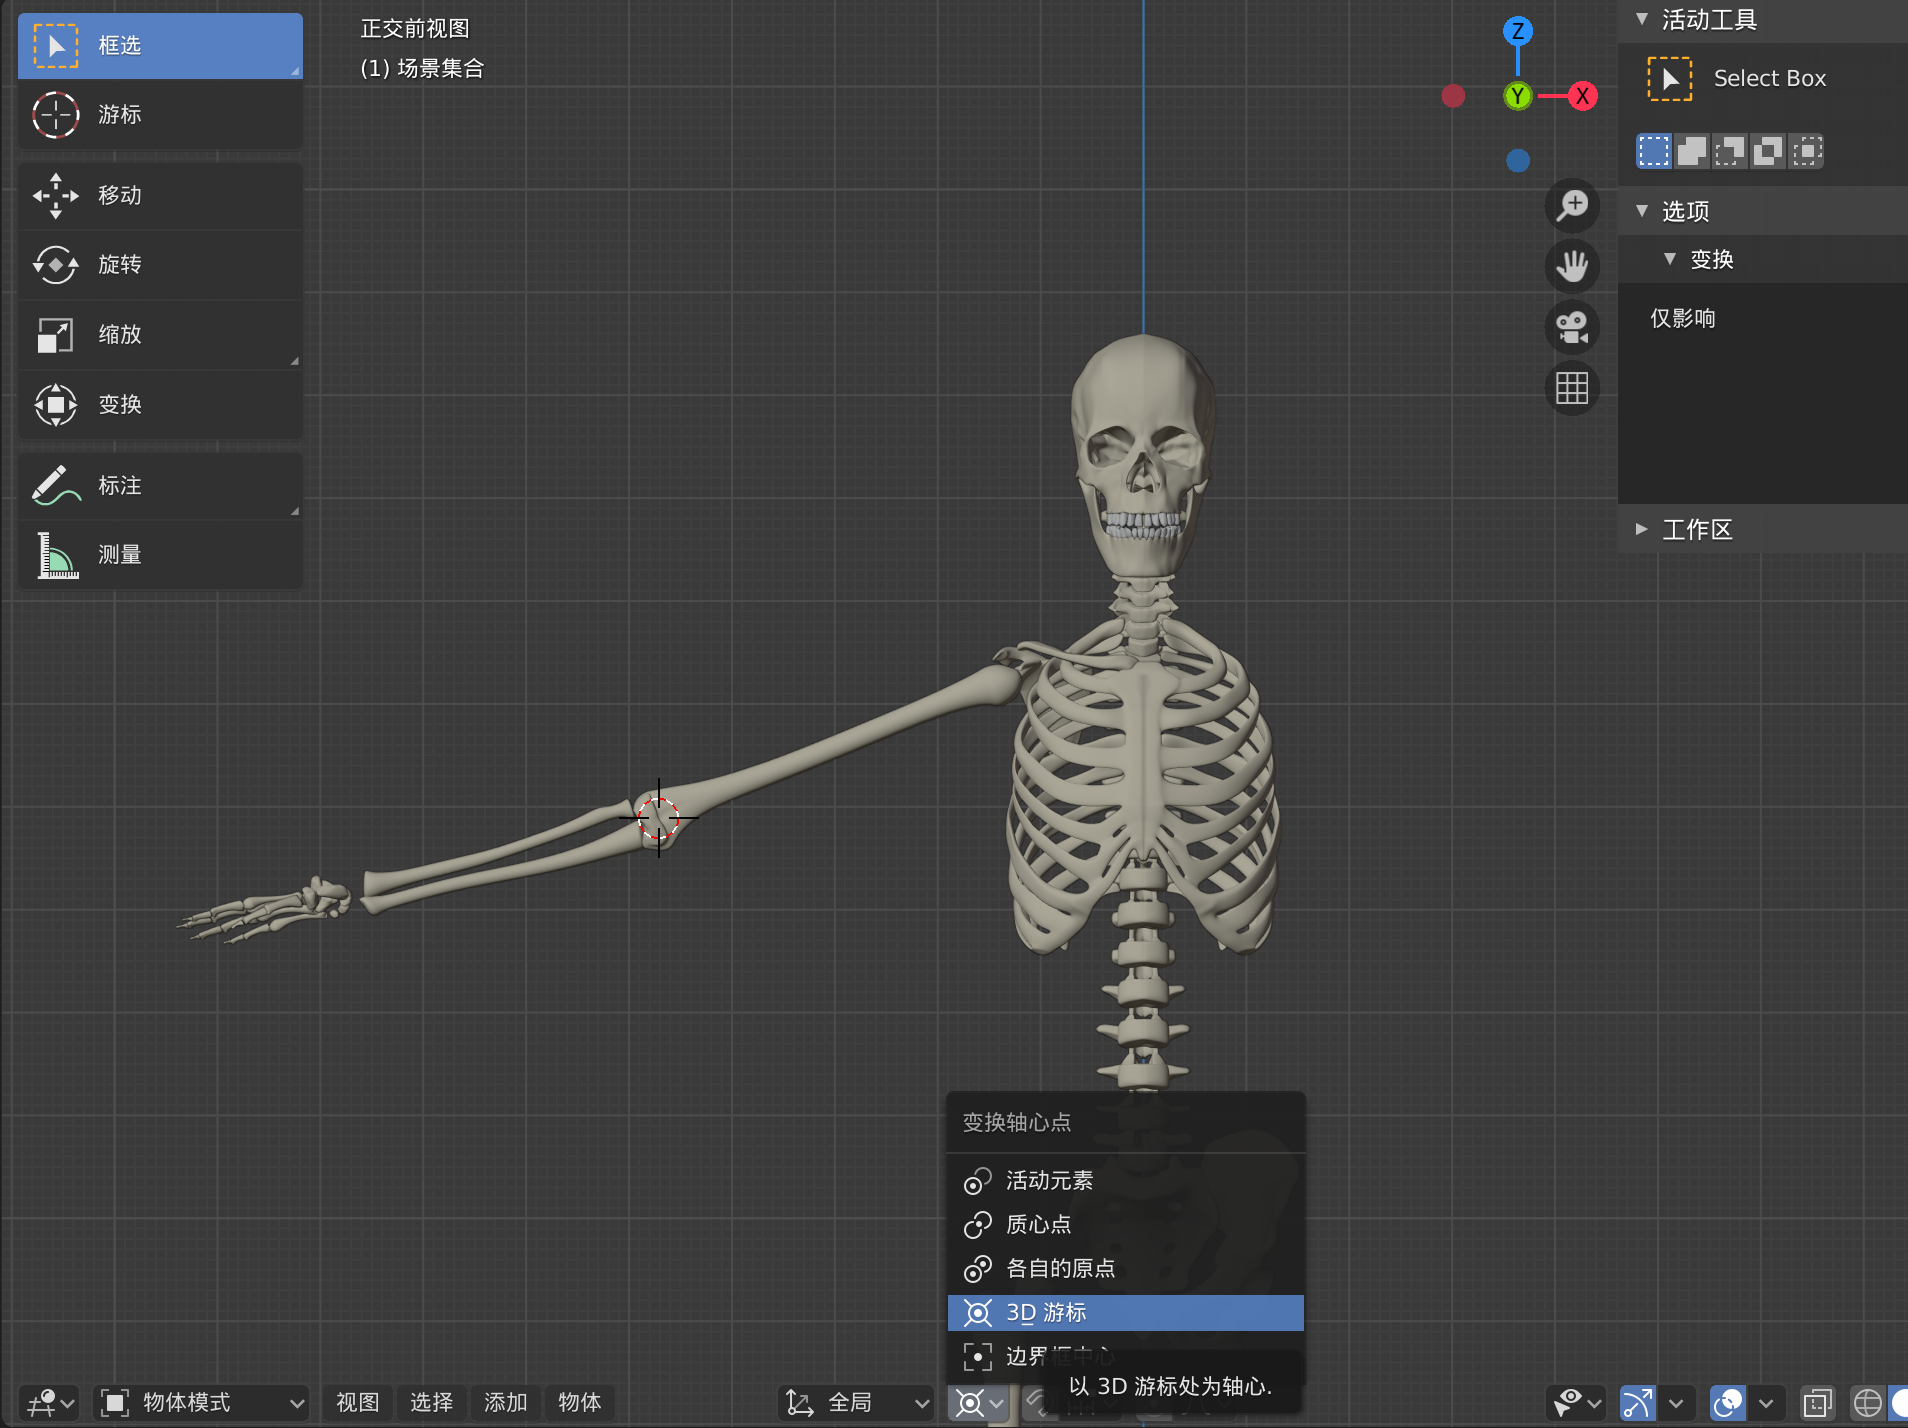 框选
游标
移动
旋转
缩放
变换
标注
测量
正交前视图
(1) 场景集合
Z
Y
X
活动工具
Select Box
选项
变换
仅影响
工作区
变换轴心点
活动元素
质心点
各自的原点
3D 游标
边界框中心
以 3D 游标处为轴心.
物体模式
视图
选择
添加
物体
全局